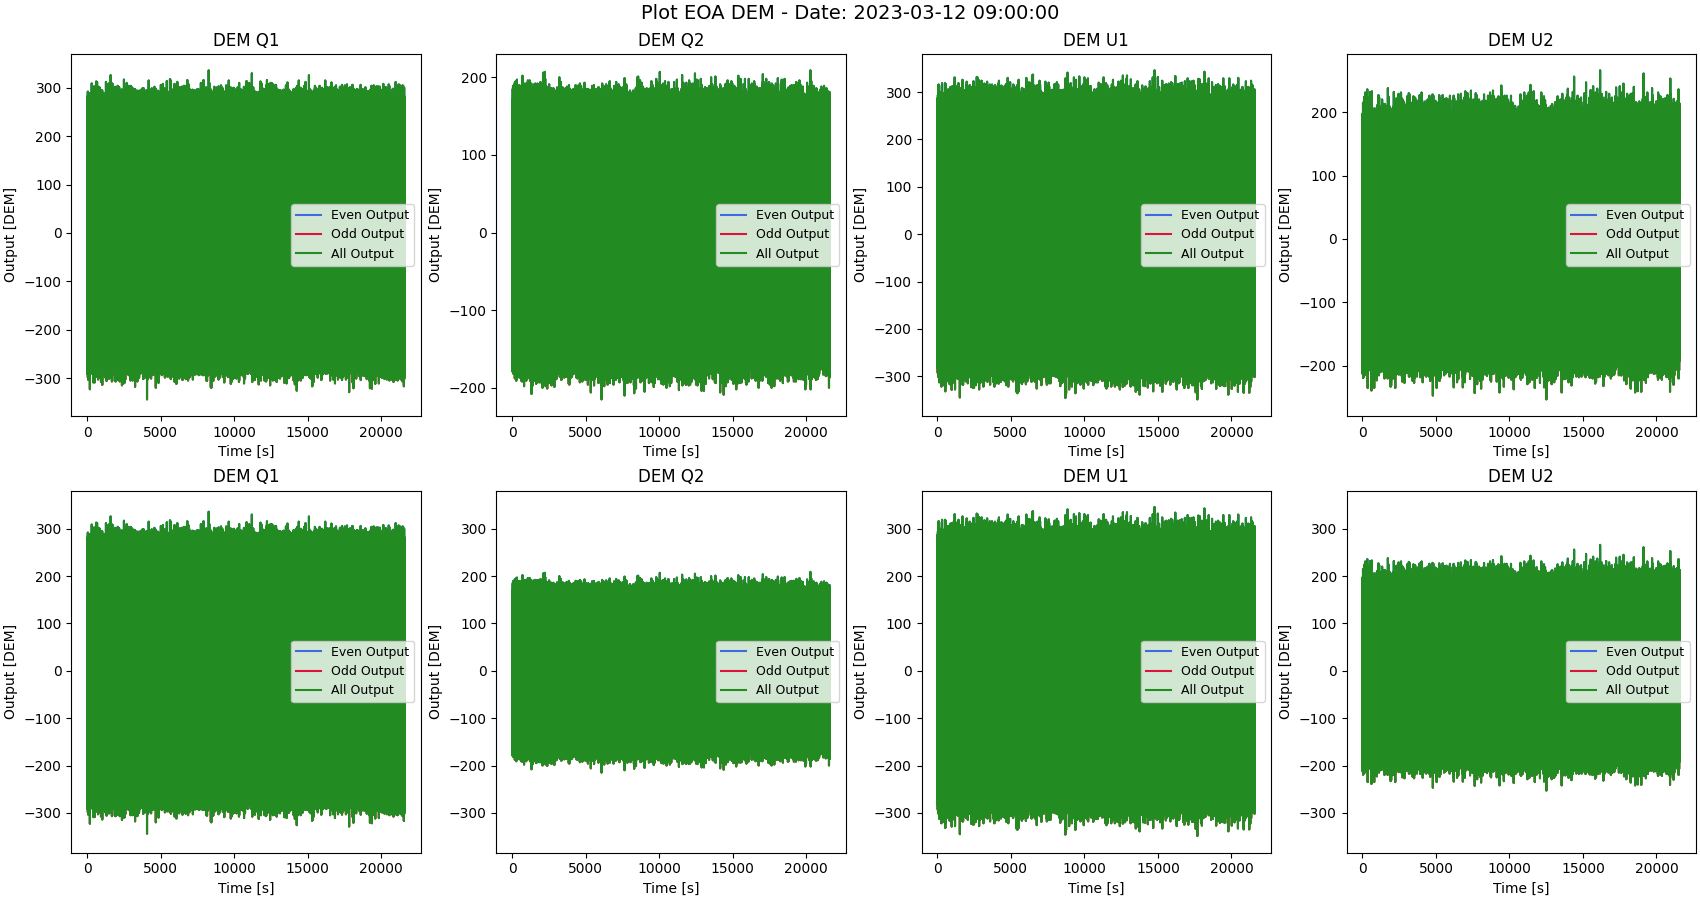 Plot EOA DEM - Date: 2023-03-12 09:00:00
DEM Q1
Output [DEM]
300
200
100
0
−100
−200
−300
0 5000 10000 15000 20000
Time [s]
Even Output
Odd Output
All Output
DEM Q2
Output [DEM]
200
100
0
−100
−200
0 5000 10000 15000 20000
Time [s]
Even Output
Odd Output
All Output
DEM U1
Output [DEM]
300
200
100
0
−100
−200
−300
0 5000 10000 15000 20000
Time [s]
Even Output
Odd Output
All Output
DEM U2
Output [DEM]
200
100
0
−100
−200
0 5000 10000 15000 20000
Time [s]
Even Output
Odd Output
All Output
DEM Q1
Output [DEM]
300
200
100
0
−100
−200
−300
0 5000 10000 15000 20000
Time [s]
Even Output
Odd Output
All Output
DEM Q2
Output [DEM]
300
200
100
0
−100
−200
−300
0 5000 10000 15000 20000
Time [s]
Even Output
Odd Output
All Output
DEM U1
Output [DEM]
300
200
100
0
−100
−200
−300
0 5000 10000 15000 20000
Time [s]
Even Output
Odd Output
All Output
DEM U2
Output [DEM]
300
200
100
0
−100
−200
−300
0 5000 10000 15000 20000
Time [s]
Even Output
Odd Output
All Output